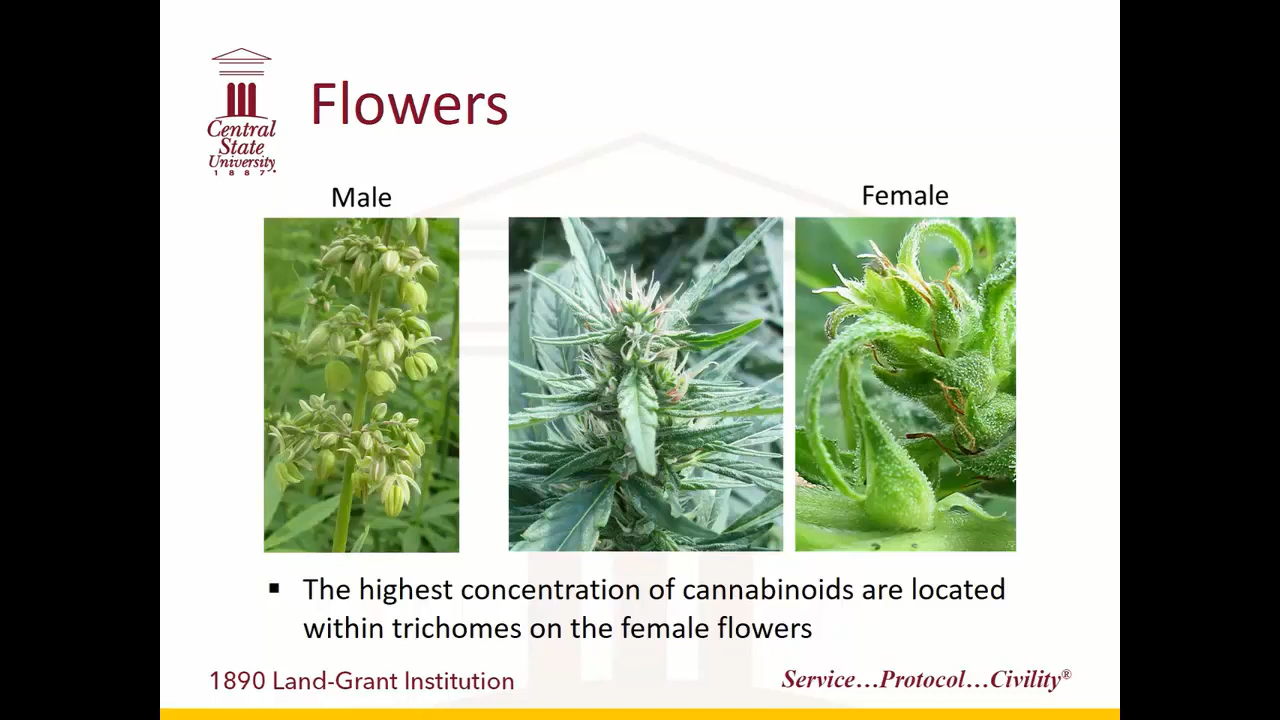 Central
State
University
1887
Flowers
Male
Female
▪ The highest concentration of cannabinoids are located
within trichomes on the female flowers
1890 Land-Grant Institution
Service…Protocol…Civility®